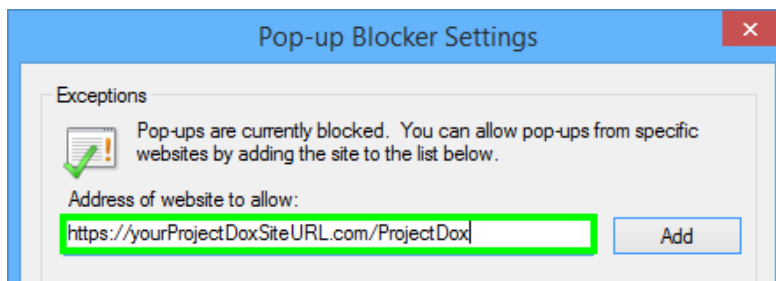 Pop-up Blocker Settings
Exceptions
Pop-ups are currently blocked.  You can allow pop-ups from specific
websites by adding the site to the list below.
Address of website to allow:
https://yourProjectDoxSiteURL.com/ProjectDox
Add